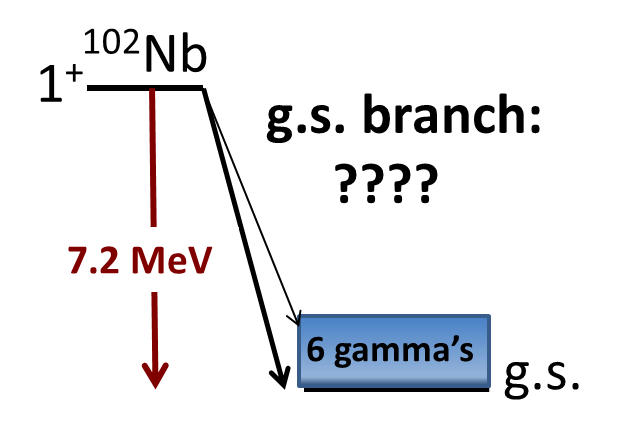 ¹⁰²Nb
1⁺
g.s. branch:
????
7.2 MeV
6 gamma’s
g.s.